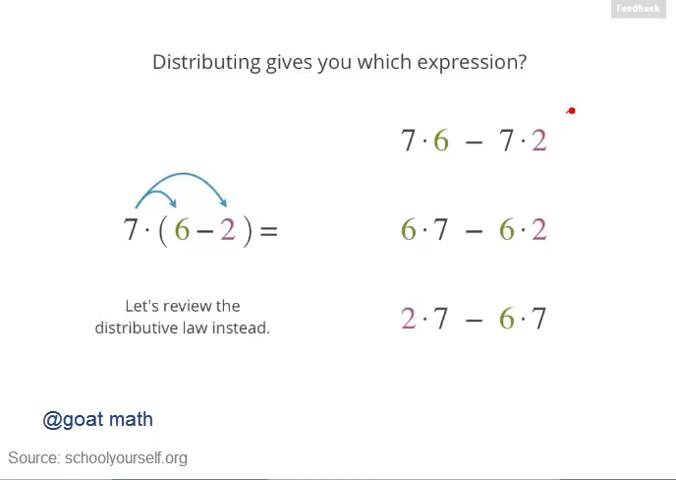 Feedback
Distributing gives you which expression?
7 · 6 − 7 · 2
7 · ( 6 − 2 ) =
6 · 7 − 6 · 2
Let's review the
distributive law instead.
2 · 7 − 6 · 7
@goat math
Source: schoolyourself.org